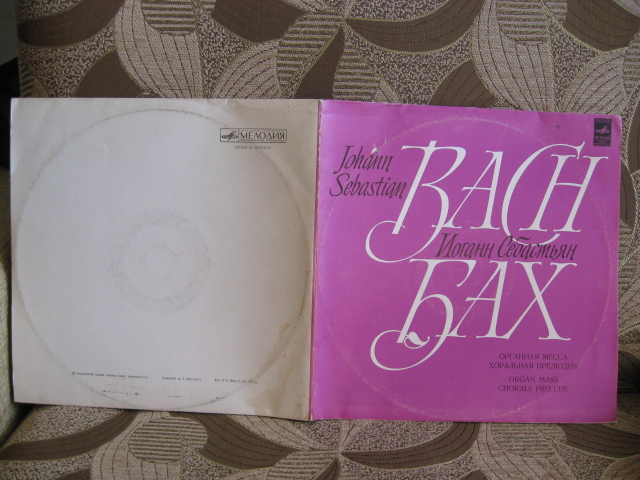 МЕЛОДИЯ
Johann
Sebastian
BACH
Иоганн Себастьян
БАХ
ОРГАННАЯ МЕССА
ХОРАЛЬНАЯ ПРЕЛЮДИЯ
ORGAN MASS
CHORALE PRELUDE